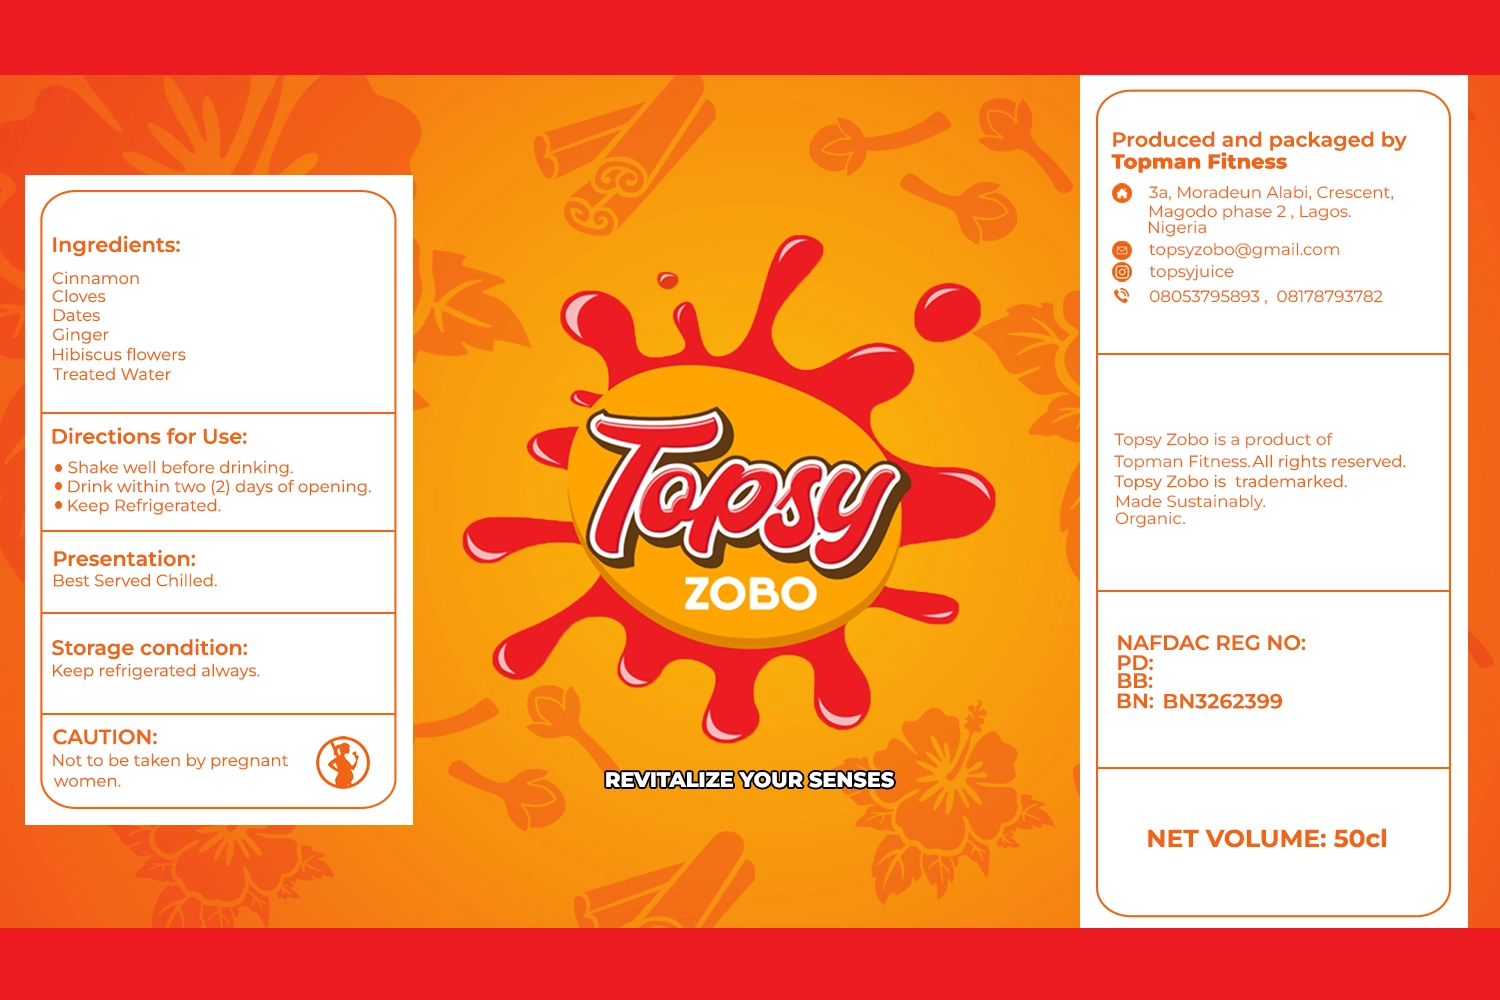 Ingredients:
Cinnamon
Cloves
Dates
Ginger
Hibiscus flowers
Treated Water
Directions for Use:
• Shake well before drinking.
• Drink within two (2) days of opening.
• Keep Refrigerated.
Presentation:
Best Served Chilled.
Storage condition:
Keep refrigerated always.
CAUTION:
Not to be taken by pregnant
women.
Topsy
ZOBO
REVITALIZE YOUR SENSES
Produced and packaged by
Topman Fitness
3a, Moradeun Alabi, Crescent,
Magodo phase 2 , Lagos.
Nigeria
topsyzobo@gmail.com
topsyjuice
08053795893 , 08178793782
Topsy Zobo is a product of
Topman Fitness.All rights reserved.
Topsy Zobo is  trademarked.
Made Sustainably.
Organic.
NAFDAC REG NO:
PD:
BB:
BN: BN3262399
NET VOLUME: 50cl